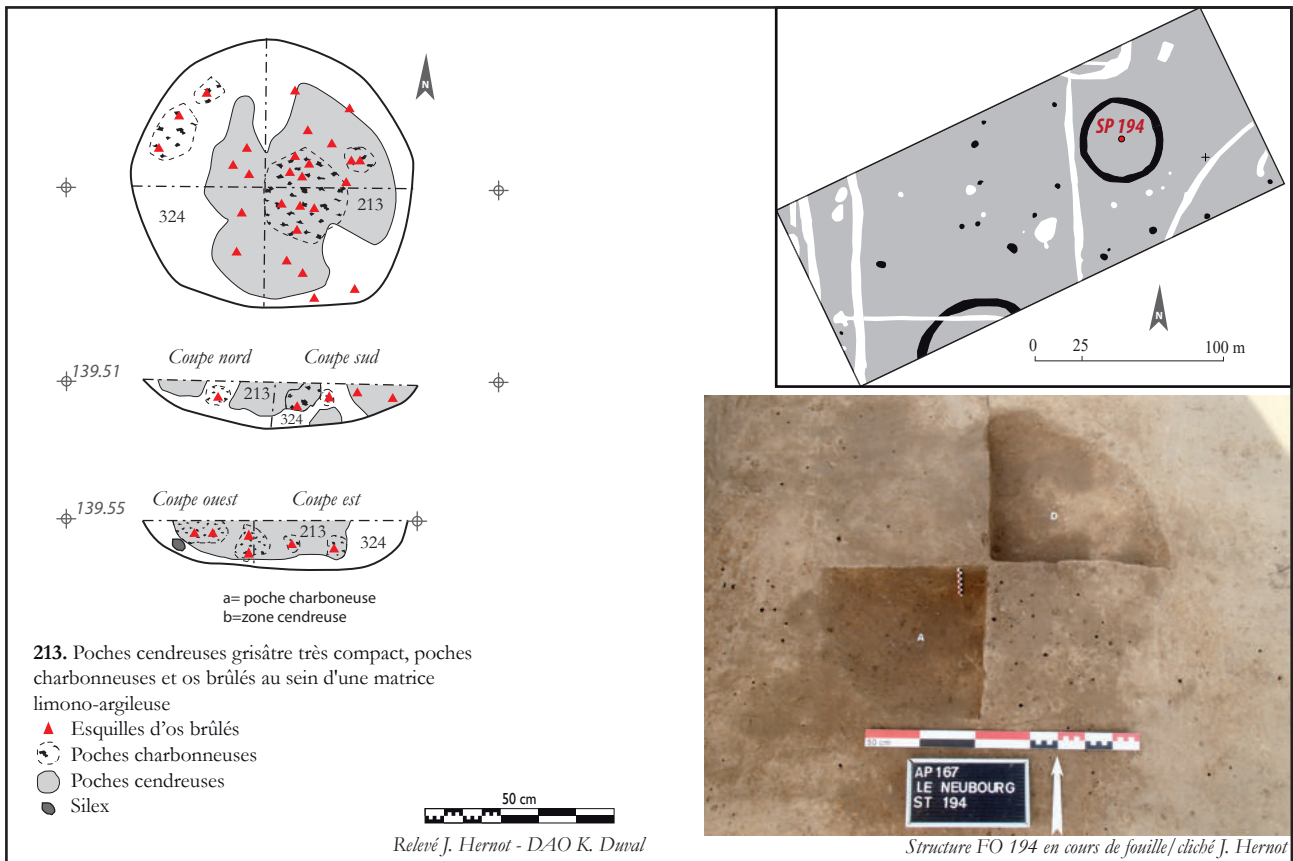 N
324
213
139.51
Coupe nord
Coupe sud
213
324
139.55
Coupe ouest
Coupe est
213
324
a= poche charboneuse
b=zone cendreuse
213. Poches cendreuses grisâtre très compact, poches
charbonneuses et os brûlés au sein d'une matrice
limono-argileuse
Esquilles d'os brûlés
Poches charbonneuses
Poches cendreuses
Silex
50 cm
Relevé J. Hernot - DAO K. Duval
SP 194
N
0 25 100 m
D
A
50 cm
AP 167
LE NEUBOURG
ST 194
Structure FO 194 en cours de fouille/ cliché J. Hernot